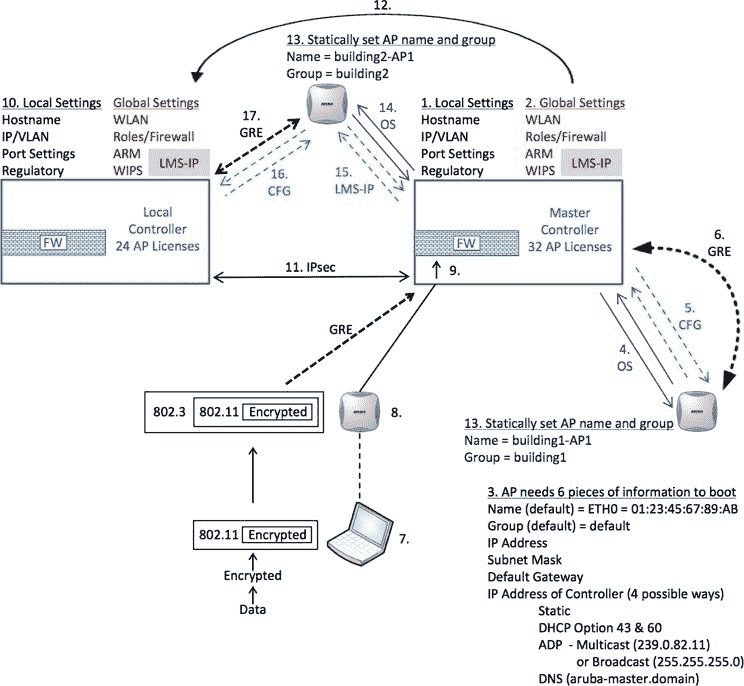 12.
13. Statically set AP name and group
Name = building2-AP1
Group = building2
10. Local Settings
Hostname
IP/VLAN
Port Settings
Regulatory
Global Settings
WLAN
Roles/Firewall
ARM
WIPS
LMS-IP
17.
GRE
16.
CFG
15.
LMS-IP
14.
OS
1. Local Settings
Hostname
IP/VLAN
Port Settings
Regulatory
2. Global Settings
WLAN
Roles/Firewall
ARM
WIPS
LMS-IP
Local
Controller
24 AP Licenses
FW
Master
Controller
32 AP Licenses
FW
9.
11. IPsec
6.
GRE
5.
CFG
4.
OS
GRE
802.3
802.11
Encrypted
8.
13. Statically set AP name and group
Name = building1-AP1
Group = building1
802.11
Encrypted
7.
Encrypted
Data
3. AP needs 6 pieces of information to boot
Name (default) = ETH0 = 01:23:45:67:89:AB
Group (default) = default
IP Address
Subnet Mask
Default Gateway
IP Address of Controller (4 possible ways)
Static
DHCP Option 43 & 60
ADP - Multicast (239.0.82.11)
or Broadcast (255.255.255.0)
DNS (aruba-master.domain)